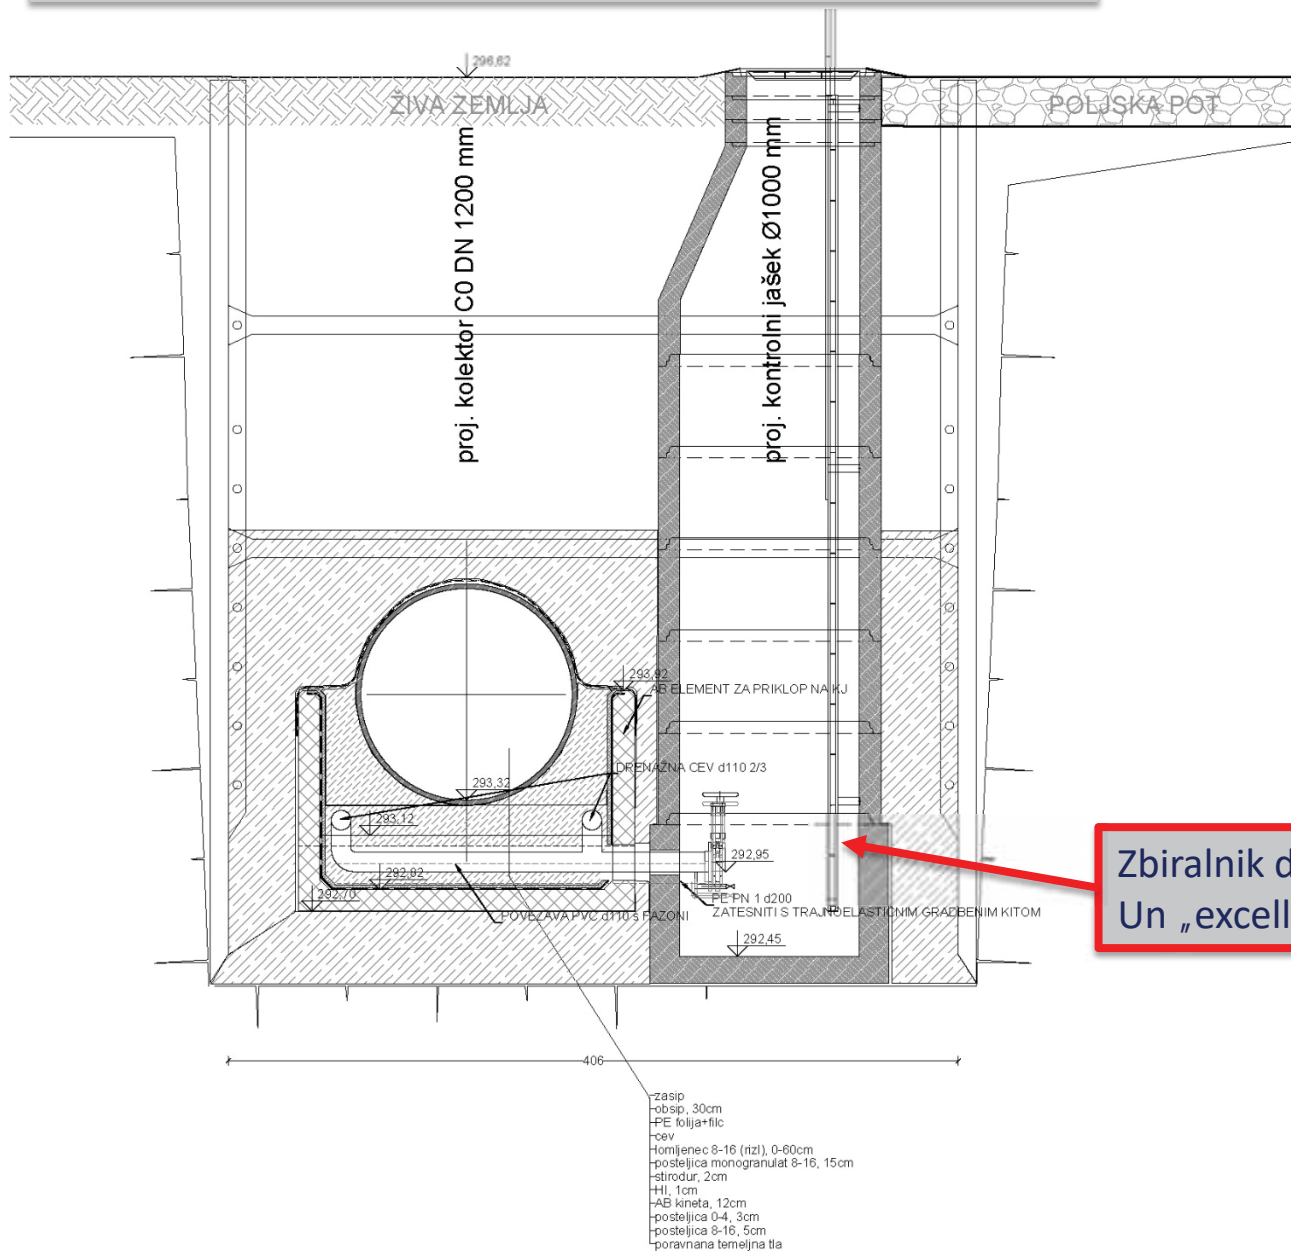 296,62
ŽIVA ZEMLJA
POLJSKA POT
proj. kolektor C0 DN 1200 mm
proj. kontrolni jašek Ø1000 mm
293,92
AB ELEMENT ZA PRIKLOP NA KJ
DRENAŽNA CEV d110 2/3
293,32
293,12
292,95
292,82
292,70
PE PN 1 d200
POVEZAVA PVC d110 s FAZONI
ZATESNITI S TRAJNOELASTIČNIM GRADBENIM KITOM
292,45
Zbiralnik d
Un „excell
406
zasip
obsip, 30cm
PE folija+filc
cev
lomljenec 8-16 (rizl), 0-60cm
posteljica monogranulat 8-16, 15cm
stirodur, 2cm
HI, 1cm
AB kineta, 12cm
posteljica 0-4, 3cm
posteljica 8-16, 5cm
poravnana temeljna tla